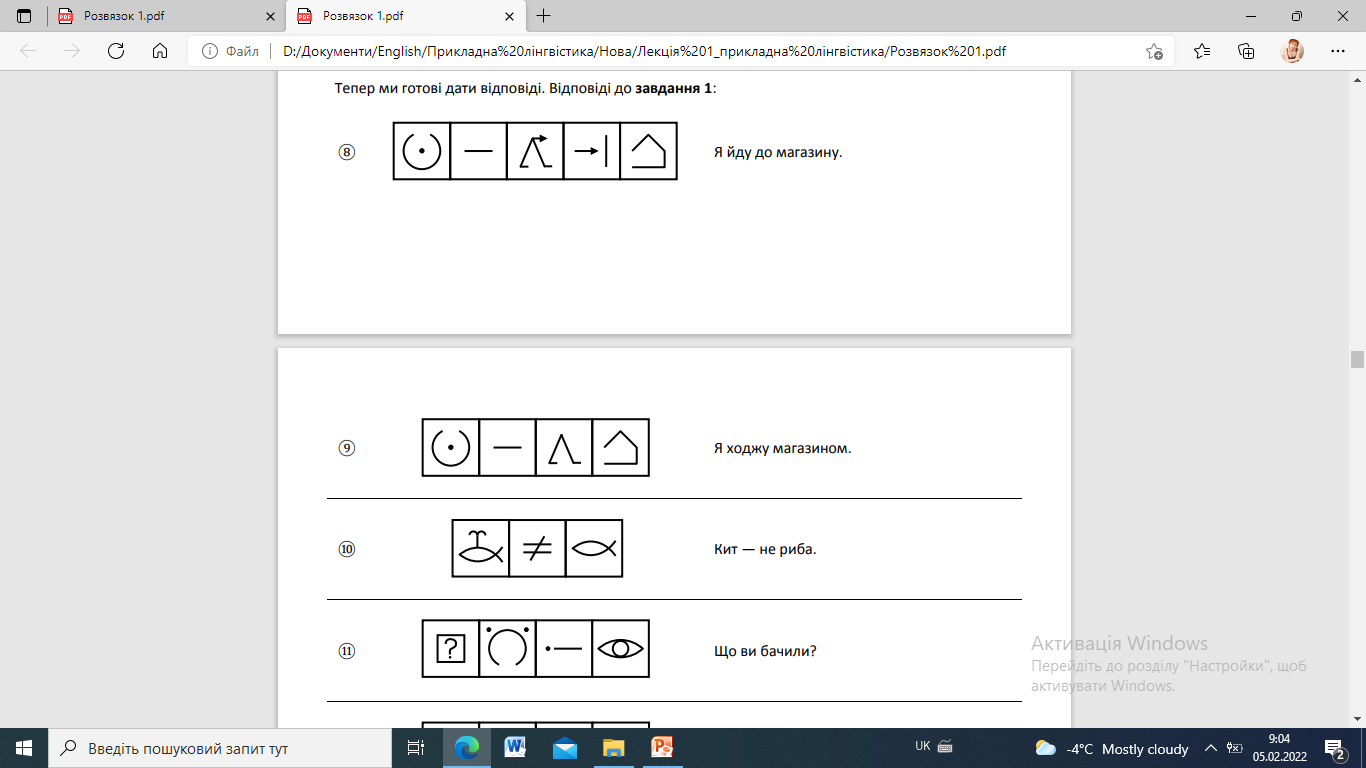 Розвязок 1.pdf
Розвязок 1.pdf
Файл
D:/Документи/English/Прикладна%20лінгвістика/Нова/Лекція%201_прикладна%20лінгвістика/Розвязок%201.pdf
Тепер ми готові дати відповіді. Відповіді до завдання 1:
⑧ Я йду до магазину.
⑨ Я ходжу магазином.
⑩ ≠ Кит — не риба.
⑪ ? Що ви бачили?
Активація Windows
Перейдіть до розділу "Настройки", щоб
активувати Windows.
Введіть пошуковий запит тут
UK
-4°C Mostly cloudy
9:04
05.02.2022
2